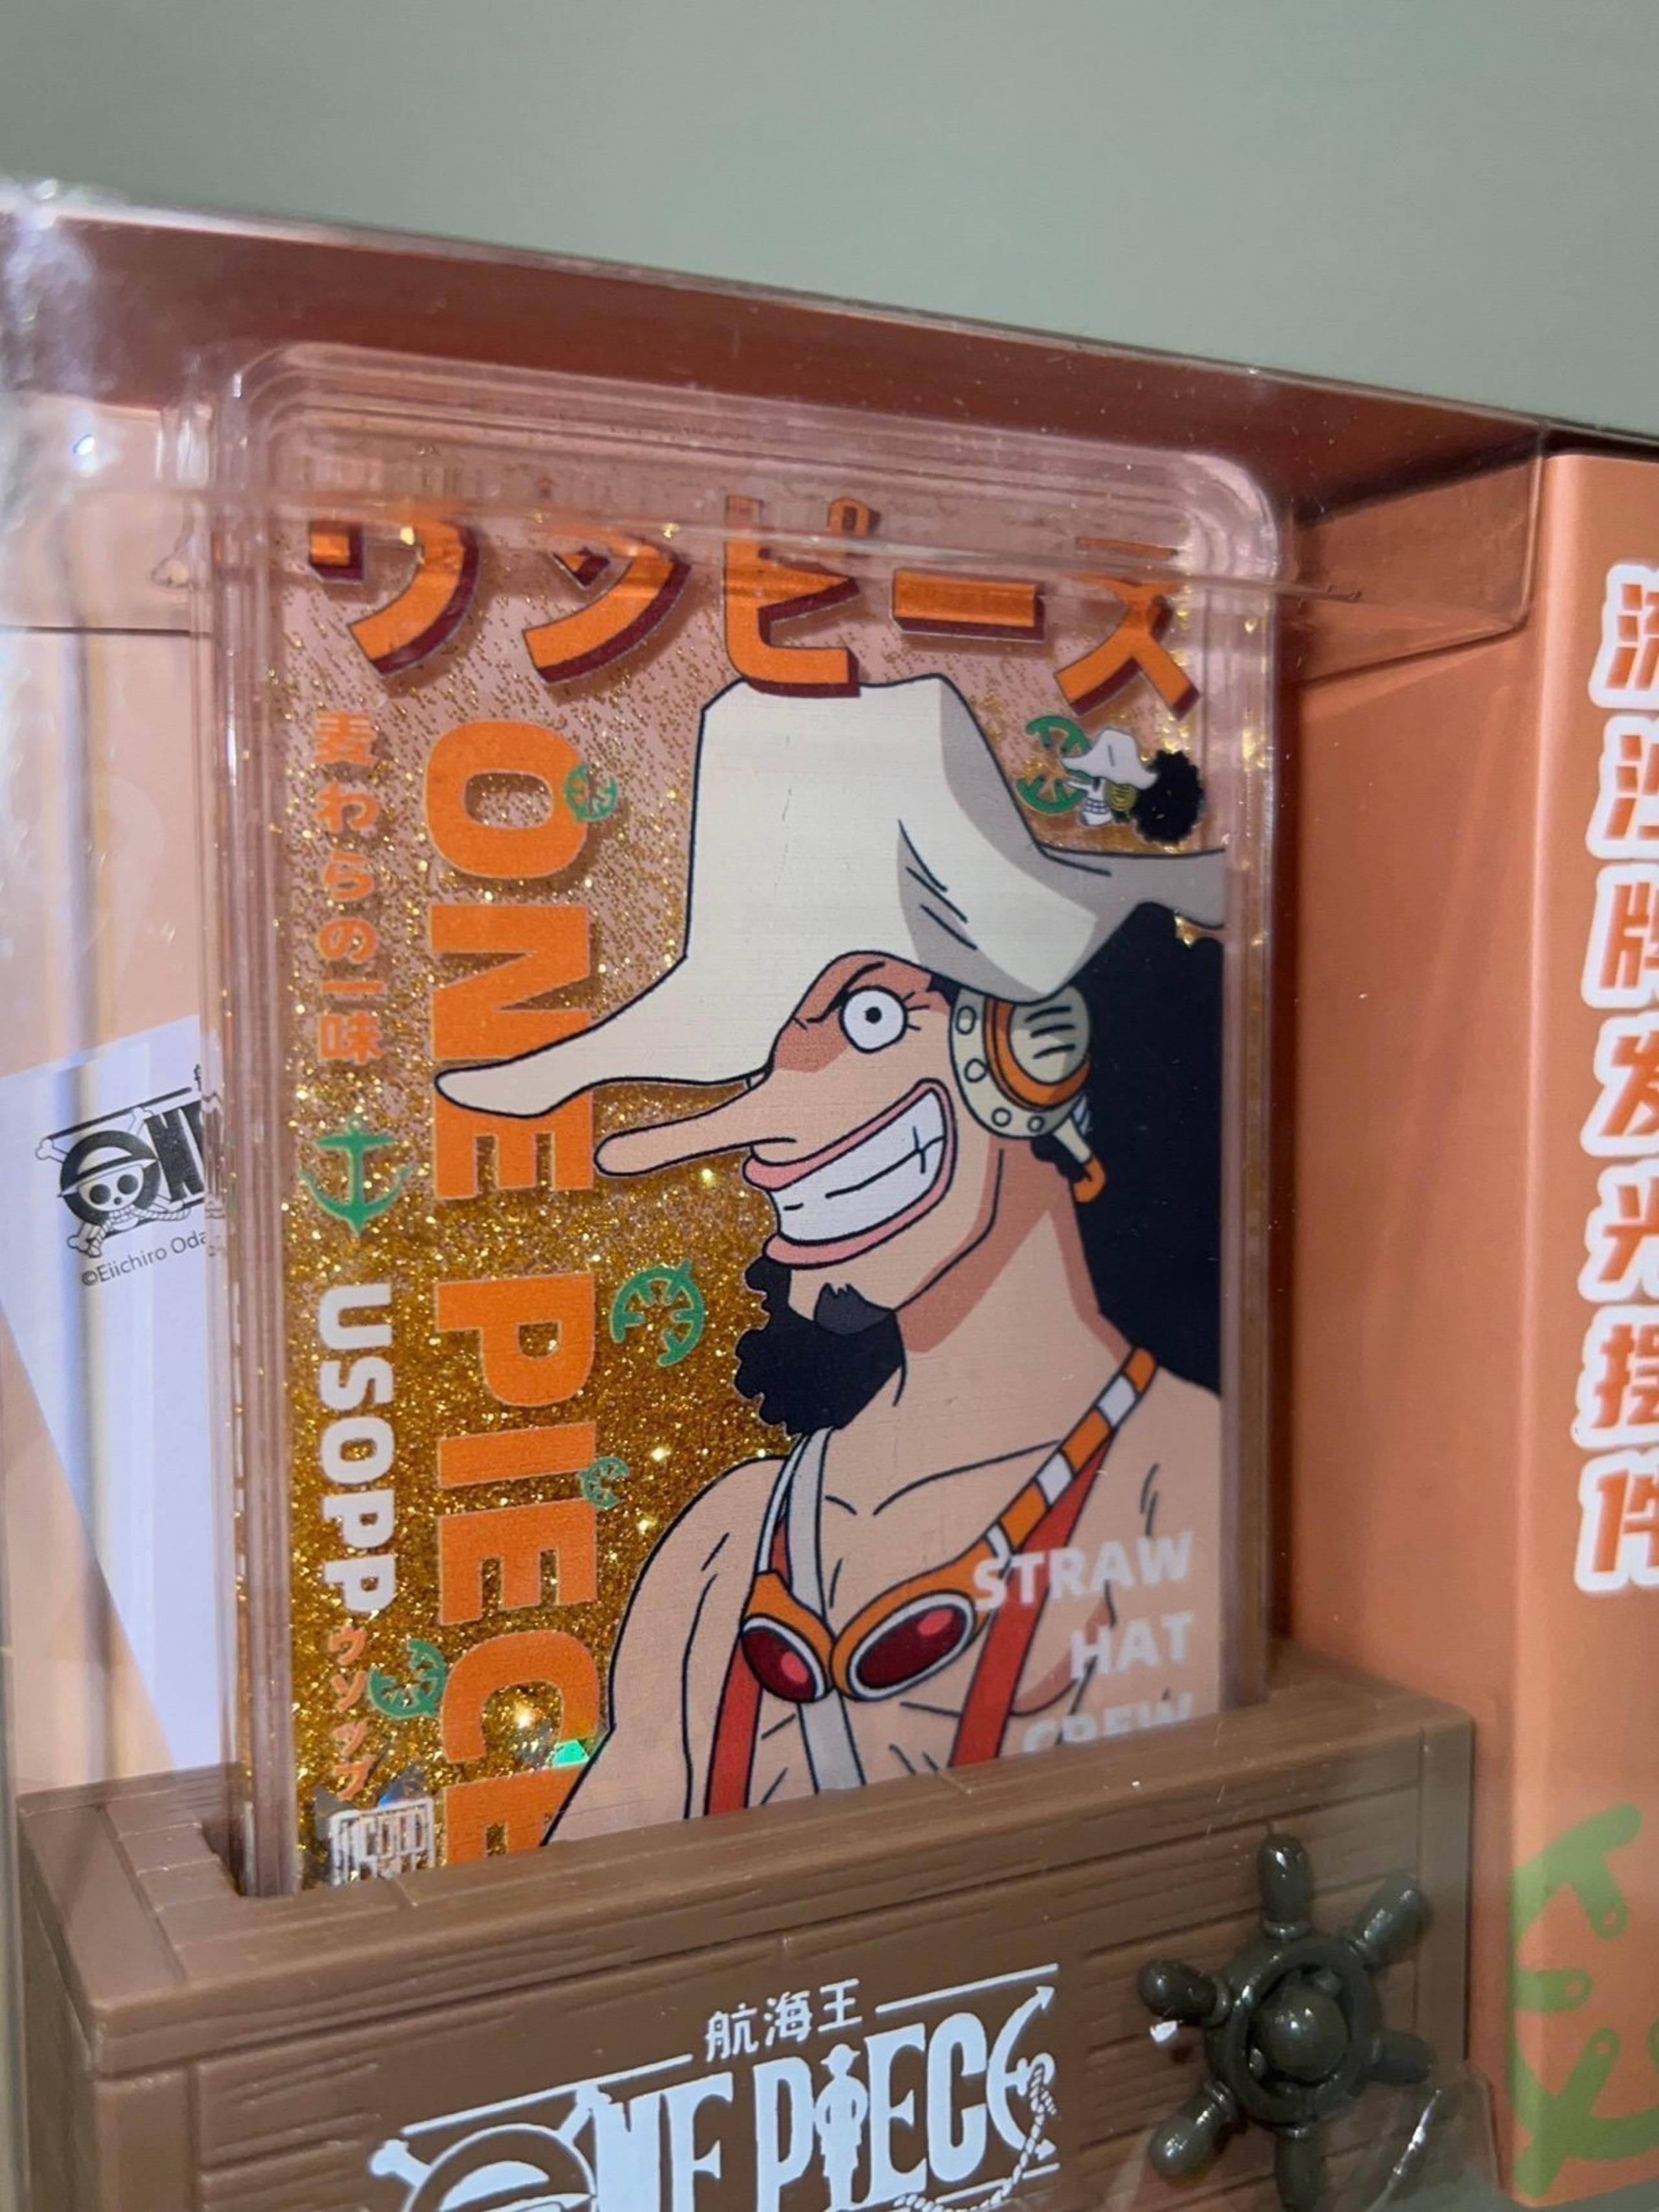 ワンピース
麦わらの一味
ONE PIECE
USOPP
ウソップ
STRAW
HAT
CREW
©Eiichiro Oda
航海王
ONE PIECE
流沙牌发光摆件